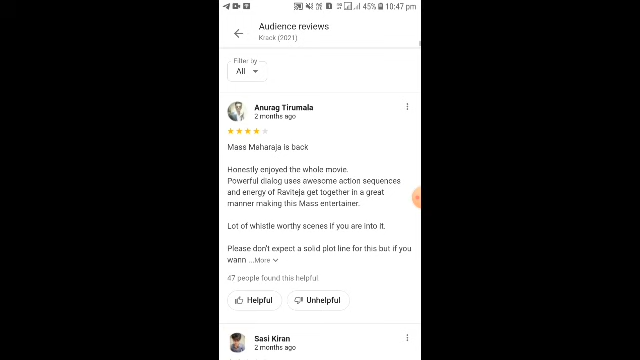 45% 10:47 pm
Audience reviews
Krack (2021)
Filter by
All
Anurag Tirumala
2 months ago
Mass Maharaja is back
Honestly enjoyed the whole movie.
Powerful dialog uses awesome action sequences
and energy of Raviteja get together in a great
manner making this Mass entertainer.
Lot of whistle worthy scenes if you are into it.
Please don't expect a solid plot line for this but if you
wann ...More
47 people found this helpful
Helpful Unhelpful
Sasi Kiran
2 months ago